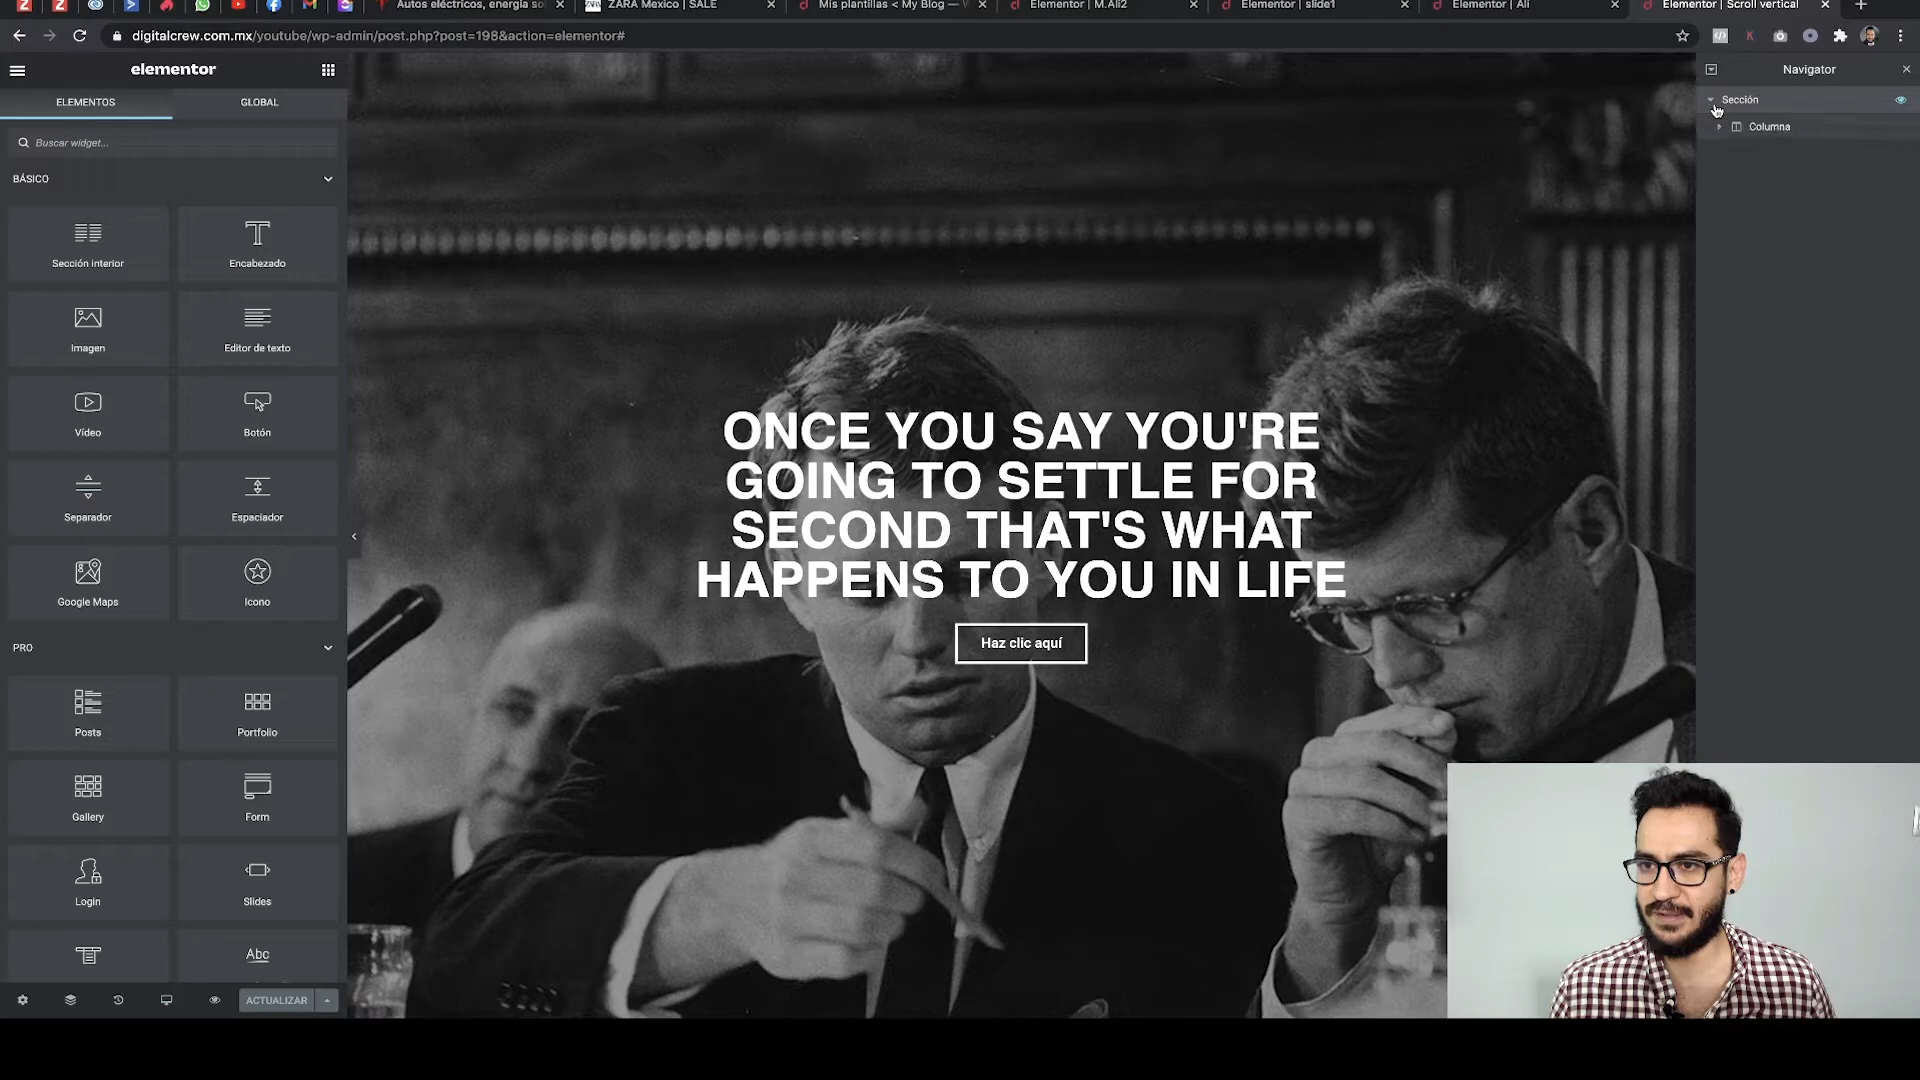 Autos eléctricos, energía so
ZARA Mexico | SALE
Mis plantillas < My Blog —
Elementor | M.Ali2
Elementor | slide1
Elementor | Ali
Elementor | Scroll vertical
digitalcrew.com.mx/youtube/wp-admin/post.php?post=198&action=elementor#
elementor
Navigator
ELEMENTOS
GLOBAL
Sección
Columna
Buscar widget...
BÁSICO
Sección interior
Encabezado
Imagen
Editor de texto
Vídeo
Botón
Separador
Espaciador
Google Maps
Icono
PRO
Posts
Portfolio
Gallery
Form
Login
Slides
Abc
ACTUALIZAR
ONCE YOU SAY YOU'RE
GOING TO SETTLE FOR
SECOND THAT'S WHAT
HAPPENS TO YOU IN LIFE
Haz clic aquí